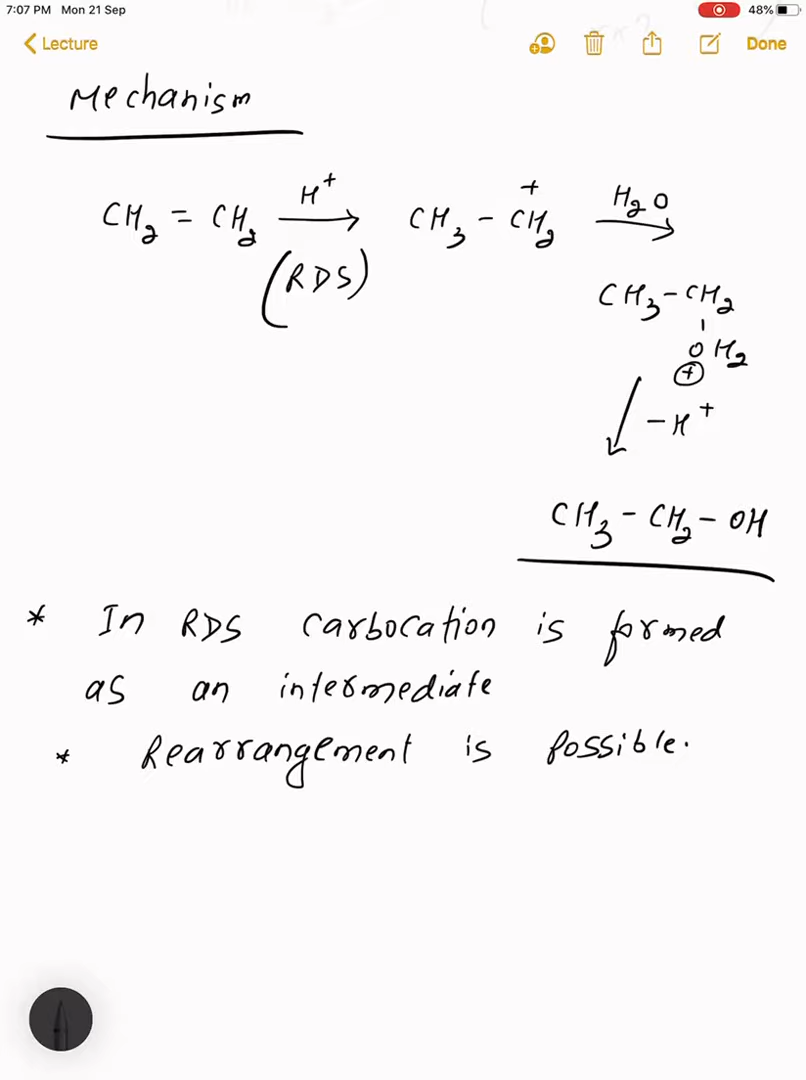 7:07 PM Mon 21 Sep 48%
Lecture Done
Mechanism
CH₂ = CH₂ H⁺ (RDS) CH₃ - CH₂ + H₂O
CH₃-CH₂
OH₂
+
-H⁺
CH₃ - CH₂ - OH
* In RDS carbocation is formed
as an intermediate
* Rearrangement is possible.